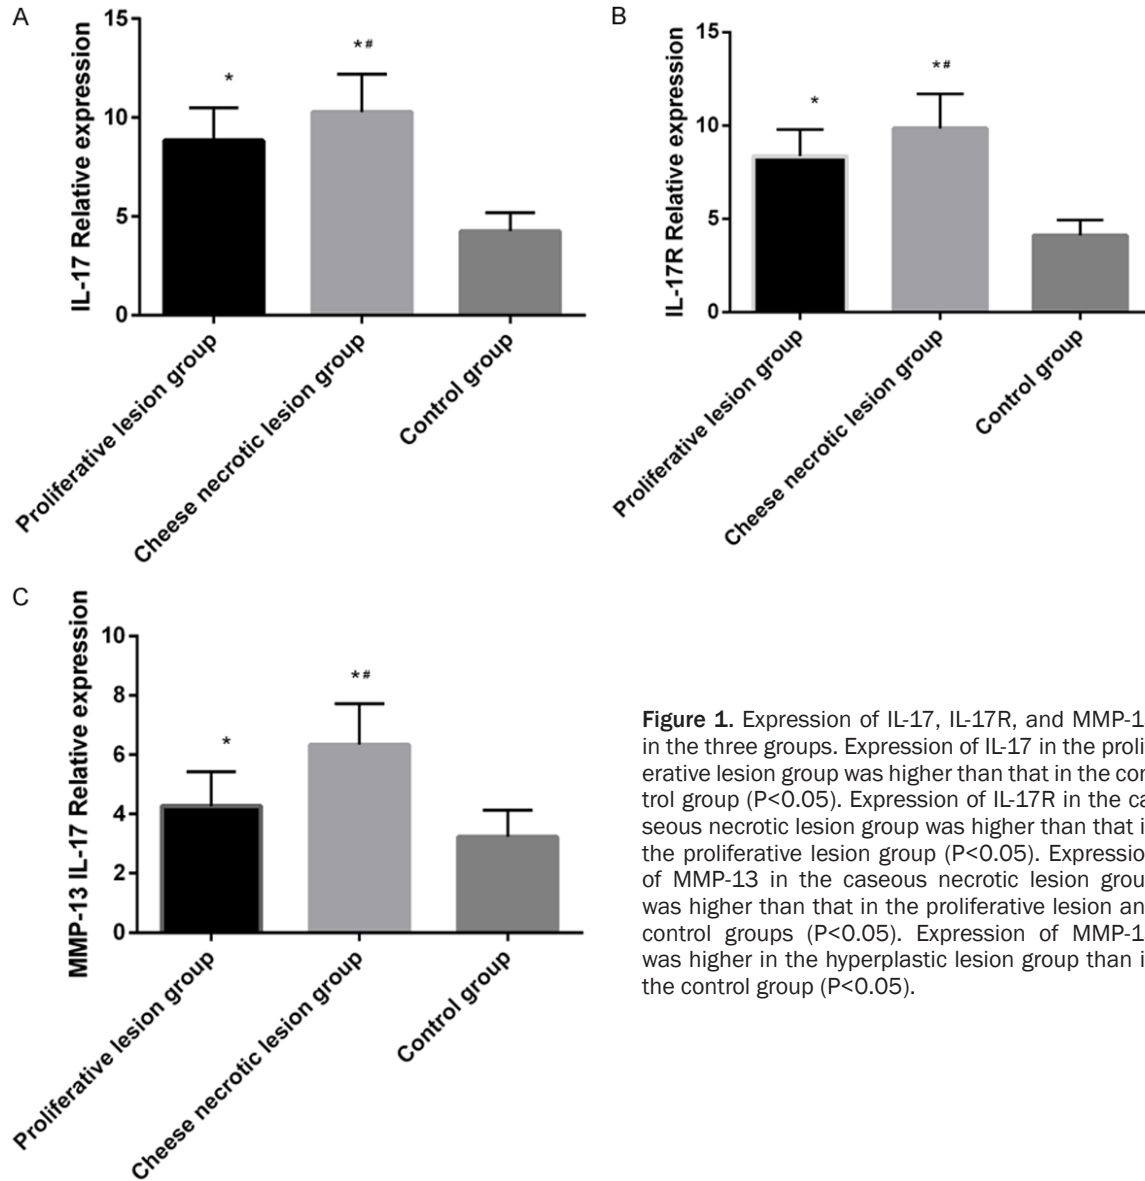 A
IL-17 Relative expression
15
10
5
0
*
*#
Proliferative lesion group
Cheese necrotic lesion group
Control group
B
IL-17R Relative expression
15
10
5
0
*
*#
Proliferative lesion group
Cheese necrotic lesion group
Control group
C
MMP-13 IL-17 Relative expression
10
8
6
4
2
0
*
*#
Proliferative lesion group
Cheese necrotic lesion group
Control group
Figure 1. Expression of IL-17, IL-17R, and MMP-1
in the three groups. Expression of IL-17 in the proli
erative lesion group was higher than that in the con
trol group (P<0.05). Expression of IL-17R in the ca
seous necrotic lesion group was higher than that i
the proliferative lesion group (P<0.05). Expressio
of MMP-13 in the caseous necrotic lesion grou
was higher than that in the proliferative lesion an
control groups (P<0.05). Expression of MMP-1
was higher in the hyperplastic lesion group than i
the control group (P<0.05).